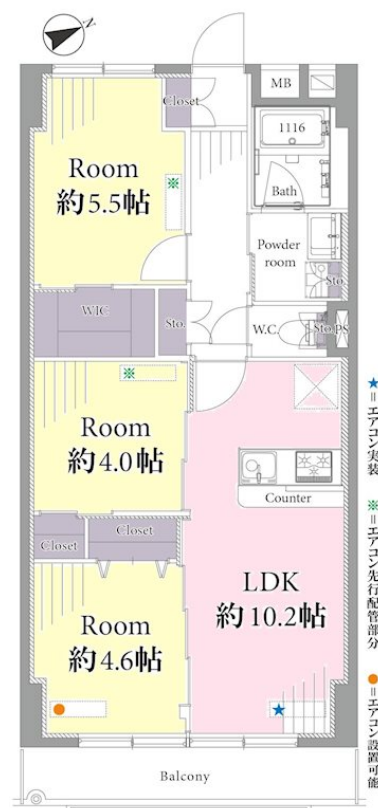 N
MB
Closet
1116
Room
約5.5帖
※
Bath
Powder
room
Sto.
WIC
Sto.
W.C.
Sto.
PS
※
Room
約4.0帖
Counter
Closet
Closet
LDK
約10.2帖
Room
約4.6帖
Balcony
★=エアコン実装
※=エアコン先行配管部分
●=エアコン設置可能